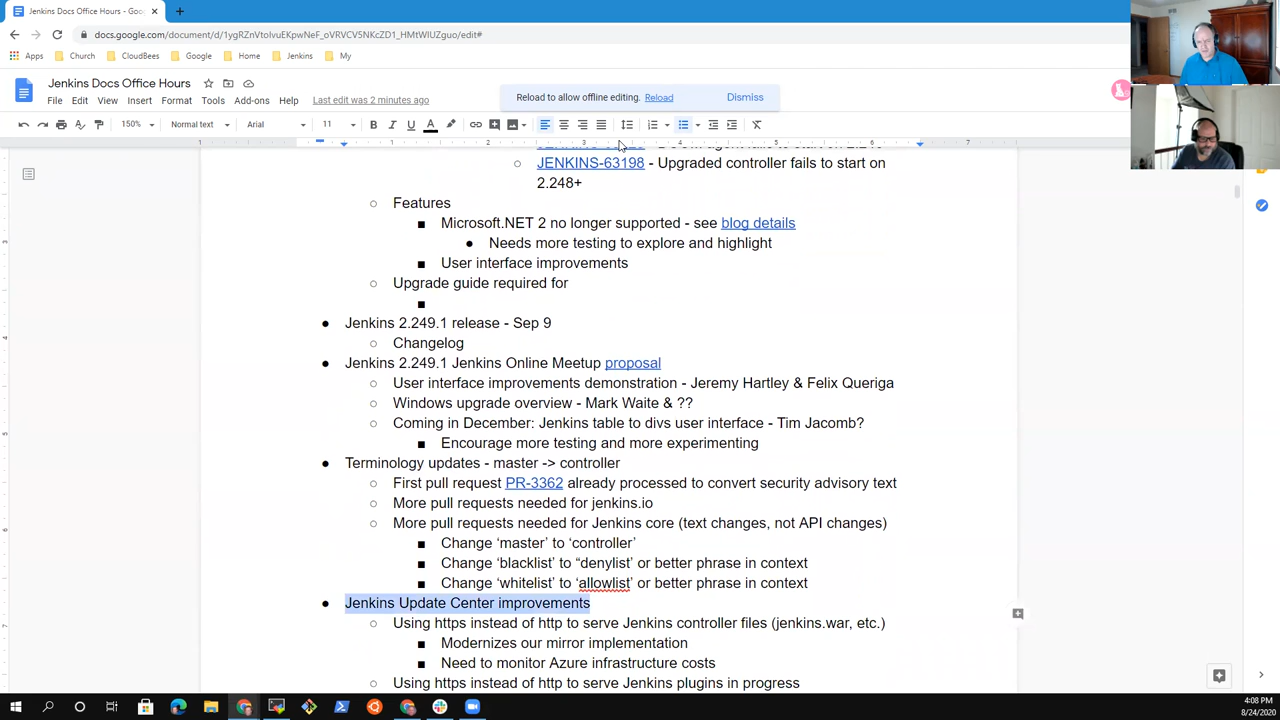 Jenkins Docs Office Hours - Goo
docs.google.com/document/d/1ygRZnVtoIvuEKpwNeF_oVRVCV5NKcZD1_HMtWIUZguo/edit#
Apps Church CloudBees Google Home Jenkins My
Jenkins Docs Office Hours
File Edit View Insert Format Tools Add-ons Help Last edit was 2 minutes ago
Reload to allow offline editing. Reload Dismiss
150% Normal text Arial 11
1 1 2 3 4 5 6 7
JENKINS-63198 - Upgraded controller fails to start on
2.248+
Features
Microsoft.NET 2 no longer supported - see blog details
Needs more testing to explore and highlight
User interface improvements
Upgrade guide required for
Jenkins 2.249.1 release - Sep 9
Changelog
Jenkins 2.249.1 Jenkins Online Meetup proposal
User interface improvements demonstration - Jeremy Hartley & Felix Queriga
Windows upgrade overview - Mark Waite & ??
Coming in December: Jenkins table to divs user interface - Tim Jacomb?
Encourage more testing and more experimenting
Terminology updates - master -> controller
First pull request PR-3362 already processed to convert security advisory text
More pull requests needed for jenkins.io
More pull requests needed for Jenkins core (text changes, not API changes)
Change ‘master’ to ‘controller’
Change ‘blacklist’ to “denylist’ or better phrase in context
Change ‘whitelist’ to ‘allowlist’ or better phrase in context
Jenkins Update Center improvements
Using https instead of http to serve Jenkins controller files (jenkins.war, etc.)
Modernizes our mirror implementation
Need to monitor Azure infrastructure costs
Using https instead of http to serve Jenkins plugins in progress
4:08 PM
8/24/2020